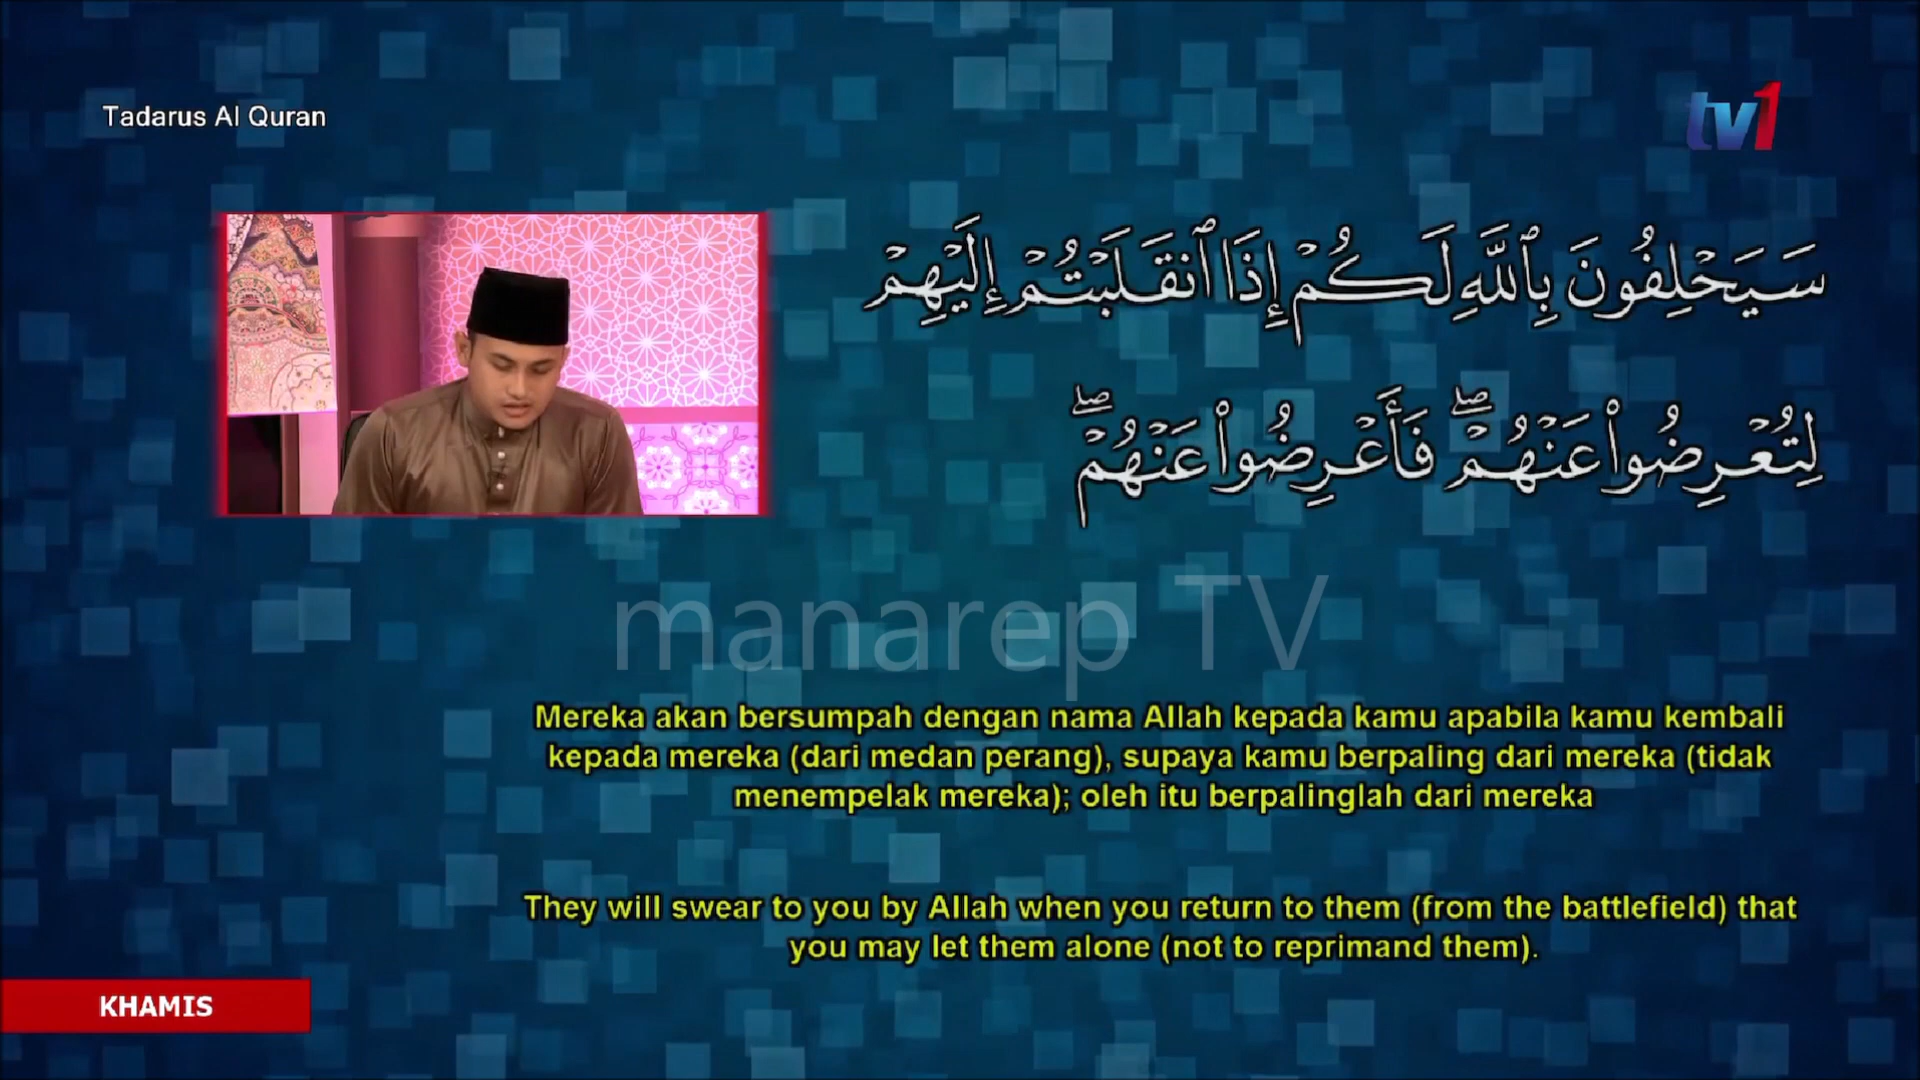 Tadarus Al Quran
tv1
سَيَحْلِفُونَ بِٱللَّهِ لَكُمْ إِذَا ٱنقَلَبْتُمْ إِلَيْهِمْ
لِتُعْرِضُوا۟ عَنْهُمْ ۖ فَأَعْرِضُوا۟ عَنْهُمْ ۖ
manarep TV
Mereka akan bersumpah dengan nama Allah kepada kamu apabila kamu kembali
kepada mereka (dari medan perang), supaya kamu berpaling dari mereka (tidak
menempelak mereka); oleh itu berpalinglah dari mereka
They will swear to you by Allah when you return to them (from the battlefield) that
you may let them alone (not to reprimand them).
KHAMIS